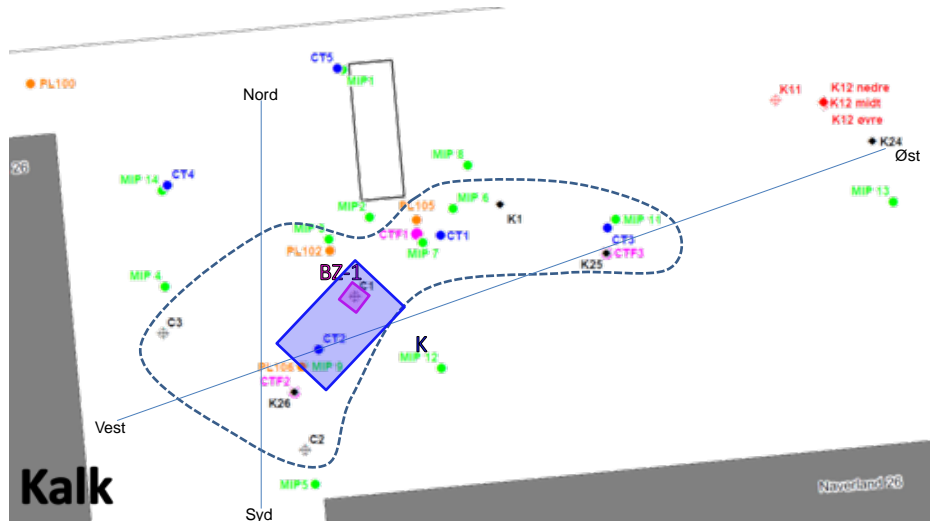 CT5
MIP1
PL100
Nord
K11
K12 nedre
K12 midt
K12 øvre
K24
Øst
26
MIP 14
CT4
MIP 8
MIP 13
MIP2
PL105
MIP 6
K1
MIP 11
MIP 3
CTF1
CT1
CT3
PL102
MIP 7
K25
CTF3
BZ-1
MIP 4
C1
C3
CT2
K
MIP 12
PL106
MIP 9
CTF2
K26
Vest
C2
Kalk
MIP5
Naverland 26
Syd